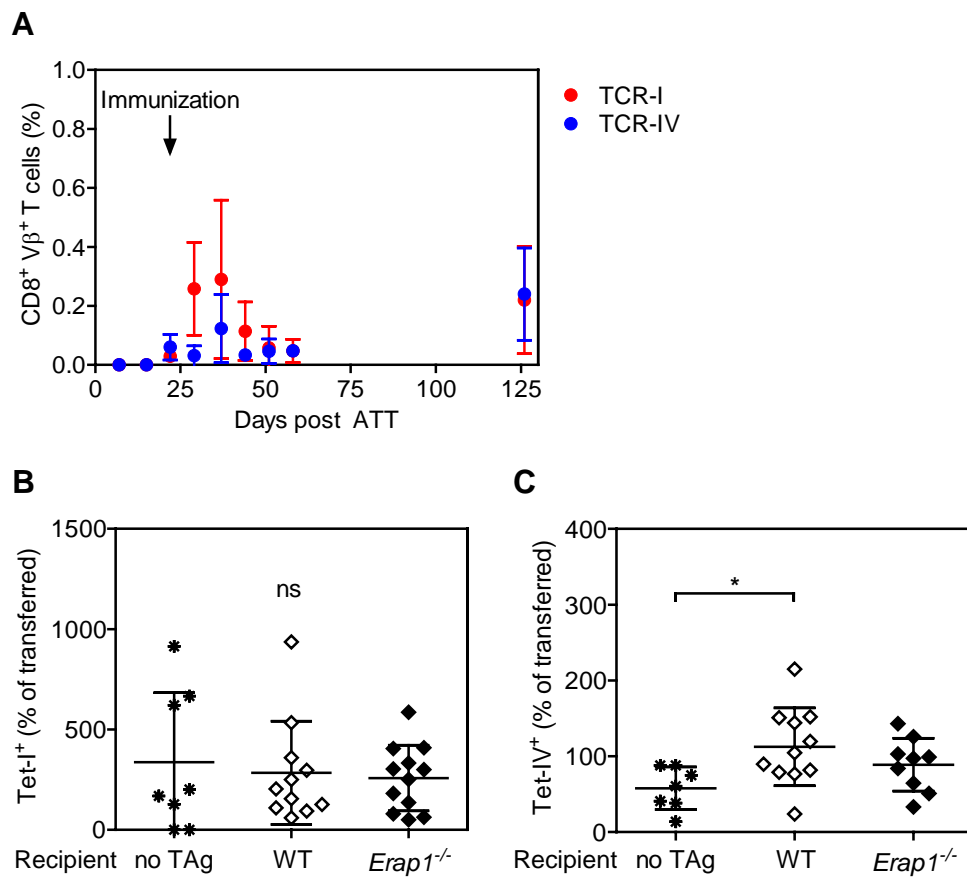 A
CD8⁺ Vβ⁺ T cells (%)
1.0
0.8
0.6
0.4
0.2
0.0
Immunization
TCR-I
TCR-IV
0 25 50 75 100 125
Days post ATT
B
Tet-I⁺ (% of transferred)
1500
1000
500
0
ns
Recipient no TAg WT Erap1⁻/⁻
C
Tet-IV⁺ (% of transferred)
400
300
200
100
0
*
Recipient no TAg WT Erap1⁻/⁻